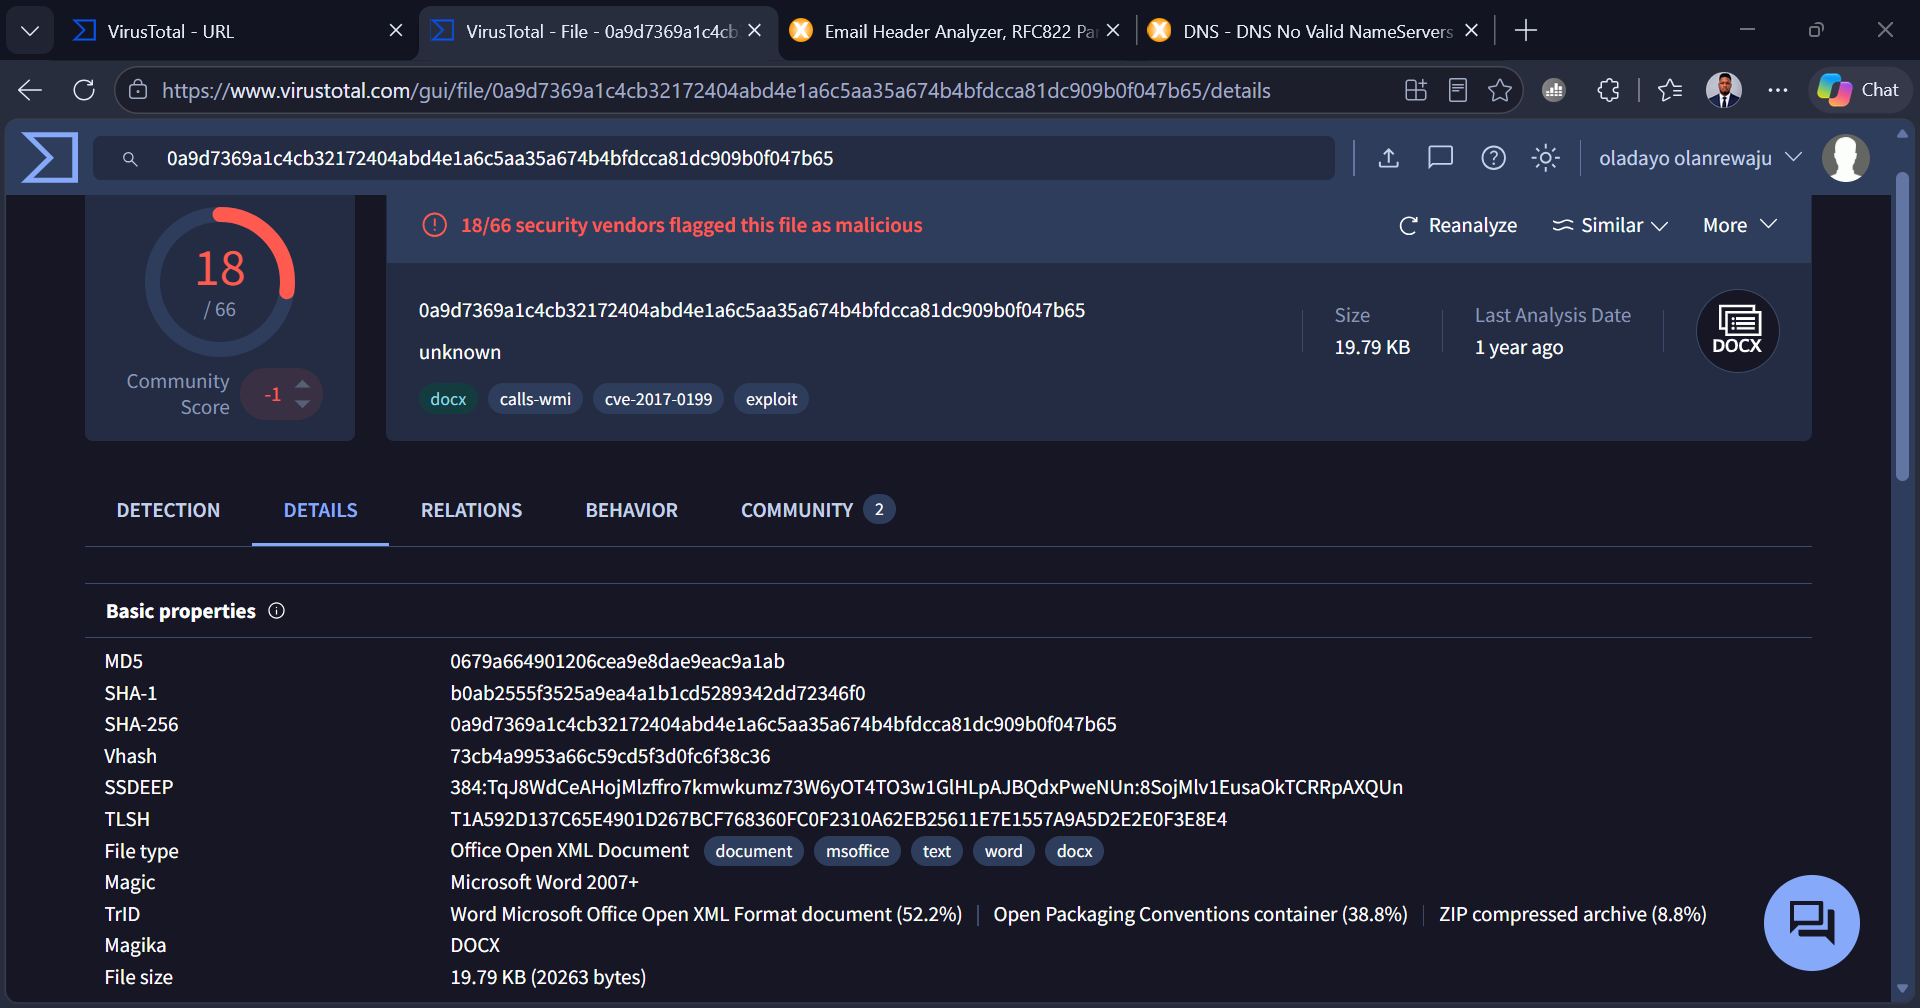 VirusTotal - URL
VirusTotal - File - 0a9d7369a1c4cb
Email Header Analyzer, RFC822 Pa
DNS - DNS No Valid NameServers
https://www.virustotal.com/gui/file/0a9d7369a1c4cb32172404abd4e1a6c5aa35a674b4bfdcca81dc909b0f047b65/details
Chat
0a9d7369a1c4cb32172404abd4e1a6c5aa35a674b4bfdcca81dc909b0f047b65
oladayo olanrewaju
18
/ 66
Community Score
-1
18/66 security vendors flagged this file as malicious
Reanalyze
Similar
More
0a9d7369a1c4cb32172404abd4e1a6c5aa35a674b4bfdcca81dc909b0f047b65
unknown
docx calls-wmi cve-2017-0199 exploit
Size
19.79 KB
Last Analysis Date
1 year ago
DOCX
DETECTION DETAILS RELATIONS BEHAVIOR COMMUNITY 2
Basic properties
MD5 0679a664901206cea9e8dae9eac9a1ab
SHA-1 b0ab2555f3525a9ea4a1b1cd5289342dd72346f0
SHA-256 0a9d7369a1c4cb32172404abd4e1a6c5aa35a674b4bfdcca81dc909b0f047b65
Vhash 73cb4a9953a66c59cd5f3d0fc6f38c36
SSDEEP 384:TqJ8WdCeAHojMlzffro7kmwkumz73W6yOT4TO3w1GlHLpAJBQdxPweNUn:8SojMlv1EusaOkTCRRpAXQUn
TLSH T1A592D137C65E4901D267BCF768360FC0F2310A62EB25611E7E1557A9A5D2E2E0F3E8E4
File type Office Open XML Document document msoffice text word docx
Magic Microsoft Word 2007+
TrID Word Microsoft Office Open XML Format document (52.2%) | Open Packaging Conventions container (38.8%) | ZIP compressed archive (8.8%)
Magika DOCX
File size 19.79 KB (20263 bytes)